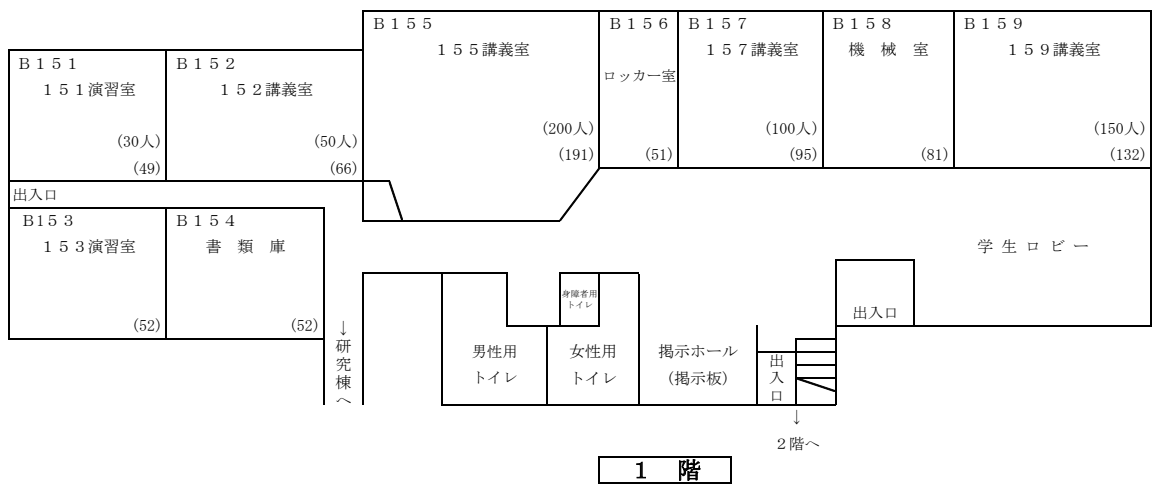 Ｂ１５１
１５１演習室
(30人)
(49)
Ｂ１５２
１５２講義室
(50人)
(66)
Ｂ１５５
１５５講義室
(200人)
(191)
Ｂ１５６
ロッカー室
(51)
Ｂ１５７
１５７講義室
(100人)
(95)
Ｂ１５８
機　械　室
(81)
Ｂ１５９
１５９講義室
(150人)
(132)
出入口
Ｂ153
１５３演習室
(52)
Ｂ１５４
書　類　庫
(52)
学 生 ロ ビ ー
↓研究棟へ
男性用
トイレ
身障者用
トイレ
女性用
トイレ
掲示ホール
(掲示板)
出入口
出入口
↓
２階へ
１　階